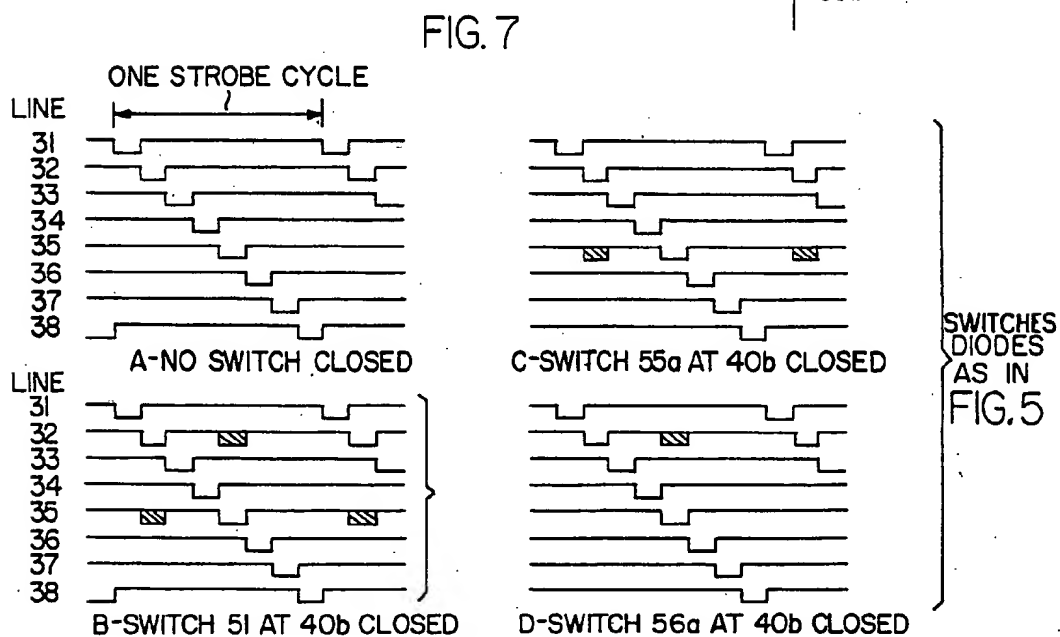 FIG. 7
ONE STROBE CYCLE
LINE
31
32
33
34
35
36
37
38
A-NO SWITCH CLOSED
C-SWITCH 55a AT 40b CLOSED
LINE
31
32
33
34
35
36
37
38
B-SWITCH 51 AT 40b CLOSED
D-SWITCH 56a AT 40b CLOSED
SWITCHES
DIODES
AS IN
FIG. 5